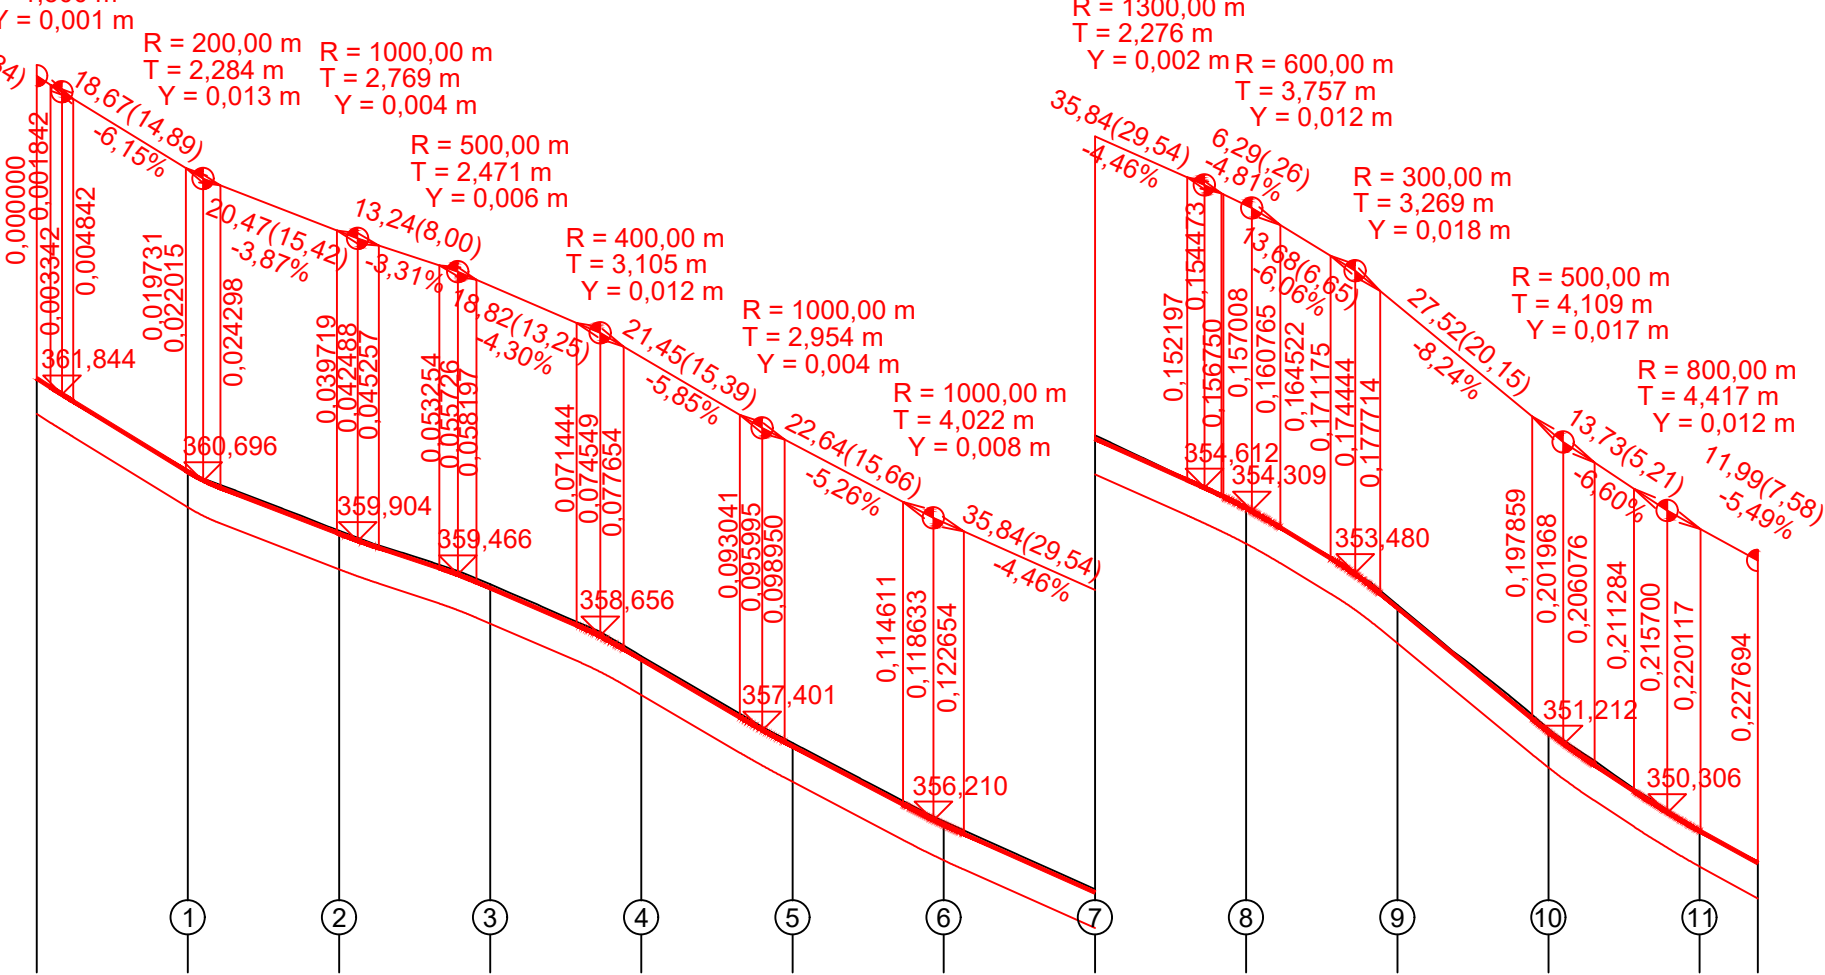 Y = 0,001 m
R = 200,00 m
T = 2,284 m
Y = 0,013 m
R = 1000,00 m
T = 2,769 m
Y = 0,004 m
R = 500,00 m
T = 2,471 m
Y = 0,006 m
R = 400,00 m
T = 3,105 m
Y = 0,012 m
R = 1000,00 m
T = 2,954 m
Y = 0,004 m
R = 1000,00 m
T = 4,022 m
Y = 0,008 m
R = 1300,00 m
T = 2,276 m
Y = 0,002 m
R = 600,00 m
T = 3,757 m
Y = 0,012 m
R = 300,00 m
T = 3,269 m
Y = 0,018 m
R = 500,00 m
T = 4,109 m
Y = 0,017 m
R = 800,00 m
T = 4,417 m
Y = 0,012 m
18,67(14,89)
-6,15%
20,47(15,42)
-3,87%
13,24(8,00)
-3,31%
18,82(13,25)
-4,30%
21,45(15,39)
-5,85%
22,64(15,66)
-5,26%
35,84(29,54)
-4,46%
35,84(29,54)
-4,46%
6,29(,26)
-4,81%
13,68(6,65)
-6,06%
27,52(20,15)
-8,24%
13,73(5,21)
-6,60%
11,99(7,58)
-5,49%
0,000000
0,001842
0,003342
0,004842
0,019731
0,022015
0,024298
0,039719
0,042488
0,045257
0,053254
0,055726
0,058197
0,071444
0,074549
0,077654
0,093041
0,095995
0,098950
0,114611
0,118633
0,122654
0,152197
0,154473
0,156750
0,157008
0,160765
0,164522
0,171175
0,174444
0,177714
0,197859
0,201968
0,206076
0,211284
0,215700
0,220117
0,227694
361,844
360,696
359,904
359,466
358,656
357,401
356,210
354,612
354,309
353,480
351,212
350,306
1
2
3
4
5
6
7
8
9
10
11